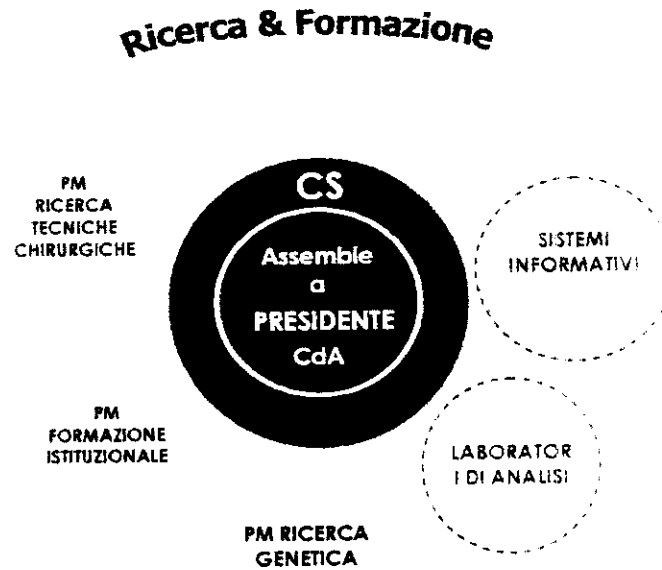 Ricerca & Formazione
PM
RICERCA
TECNICHE
CHIRURGICHE
CS
Assemble
a
PRESIDENTE
CdA
SISTEMI
INFORMATIVI
PM
FORMAZIONE
ISTITUZIONALE
LABORATOR
I DI ANALISI
PM RICERCA
GENETICA